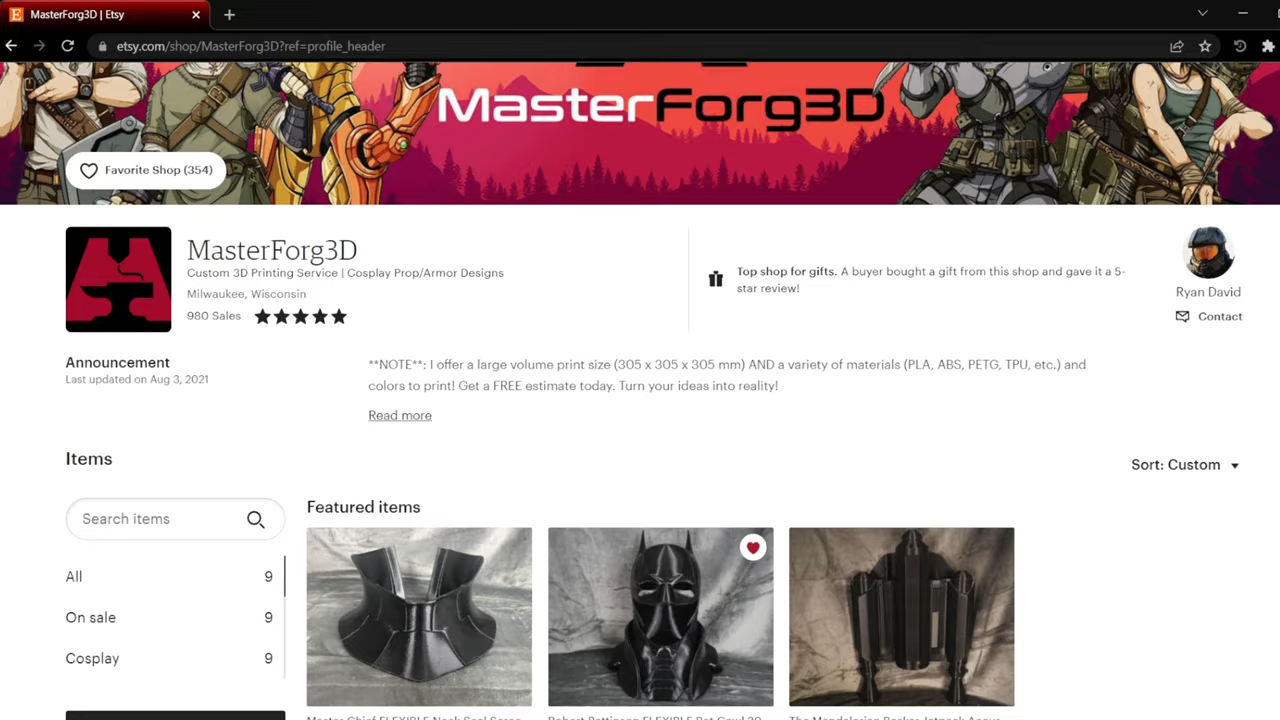 MasterForg3D | Etsy
etsy.com/shop/MasterForg3D?ref=profile_header
MasterForg3D
Favorite Shop (354)
MasterForg3D
Custom 3D Printing Service | Cosplay Prop/Armor Designs
Milwaukee, Wisconsin
980 Sales
Top shop for gifts. A buyer bought a gift from this shop and gave it a 5-
star review!
Ryan David
Contact
Announcement
Last updated on Aug 3, 2021
**NOTE**: I offer a large volume print size (305 x 305 x 305 mm) AND a variety of materials (PLA, ABS, PETG, TPU, etc.) and
colors to print! Get a FREE estimate today. Turn your ideas into reality!
Read more
Items
Sort: Custom
Search items
Featured items
All 9
On sale 9
Cosplay 9